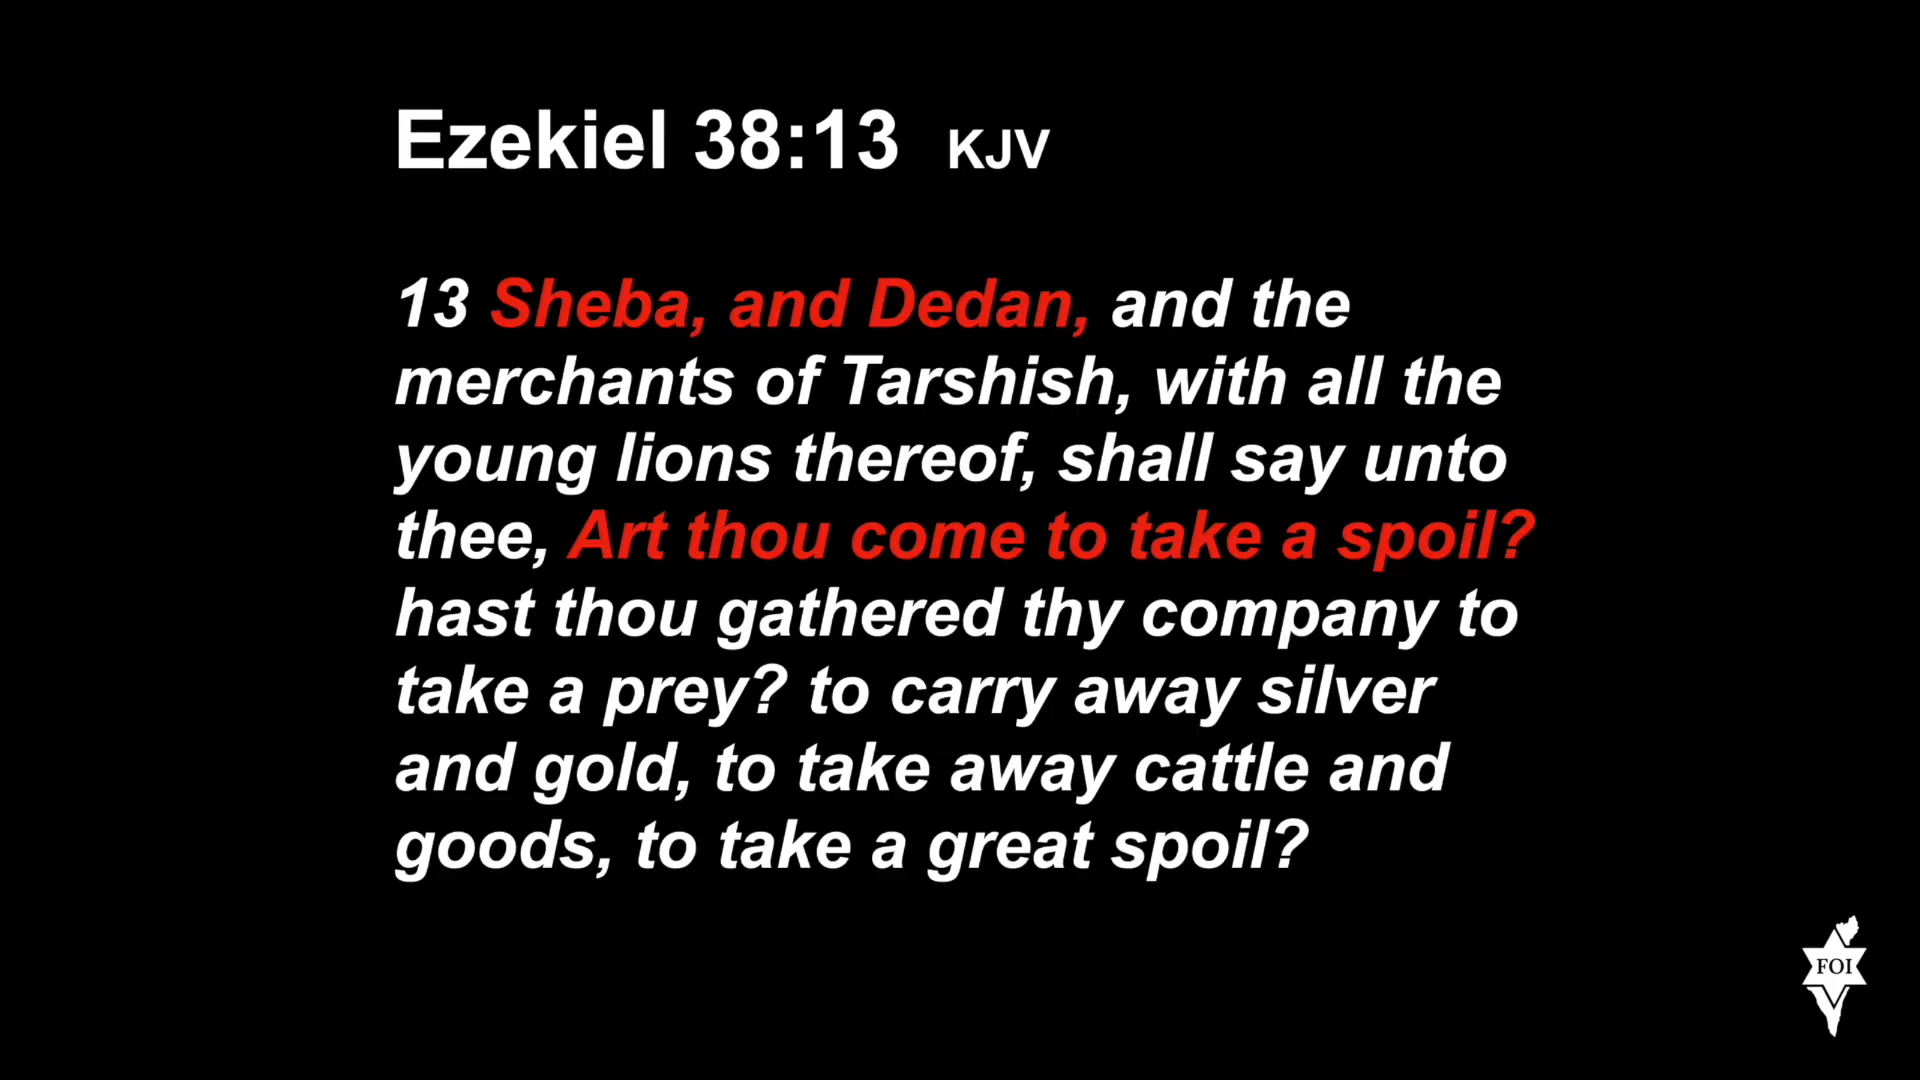 Ezekiel 38:13 KJV
13 Sheba, and Dedan, and the
merchants of Tarshish, with all the
young lions thereof, shall say unto
thee, Art thou come to take a spoil?
hast thou gathered thy company to
take a prey? to carry away silver
and gold, to take away cattle and
goods, to take a great spoil?
FOI